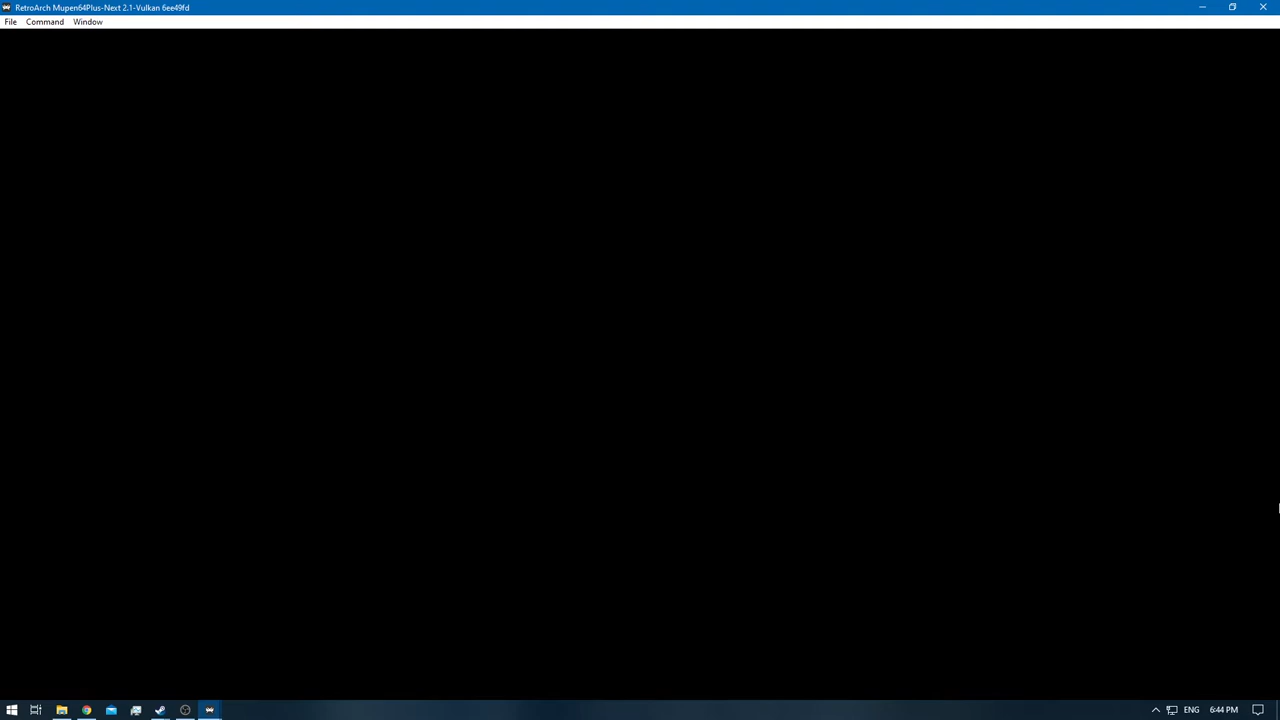 RetroArch Mupen64Plus-Next 2.1-Vulkan 6ee49fd
File Command Window
ENG 6:44 PM